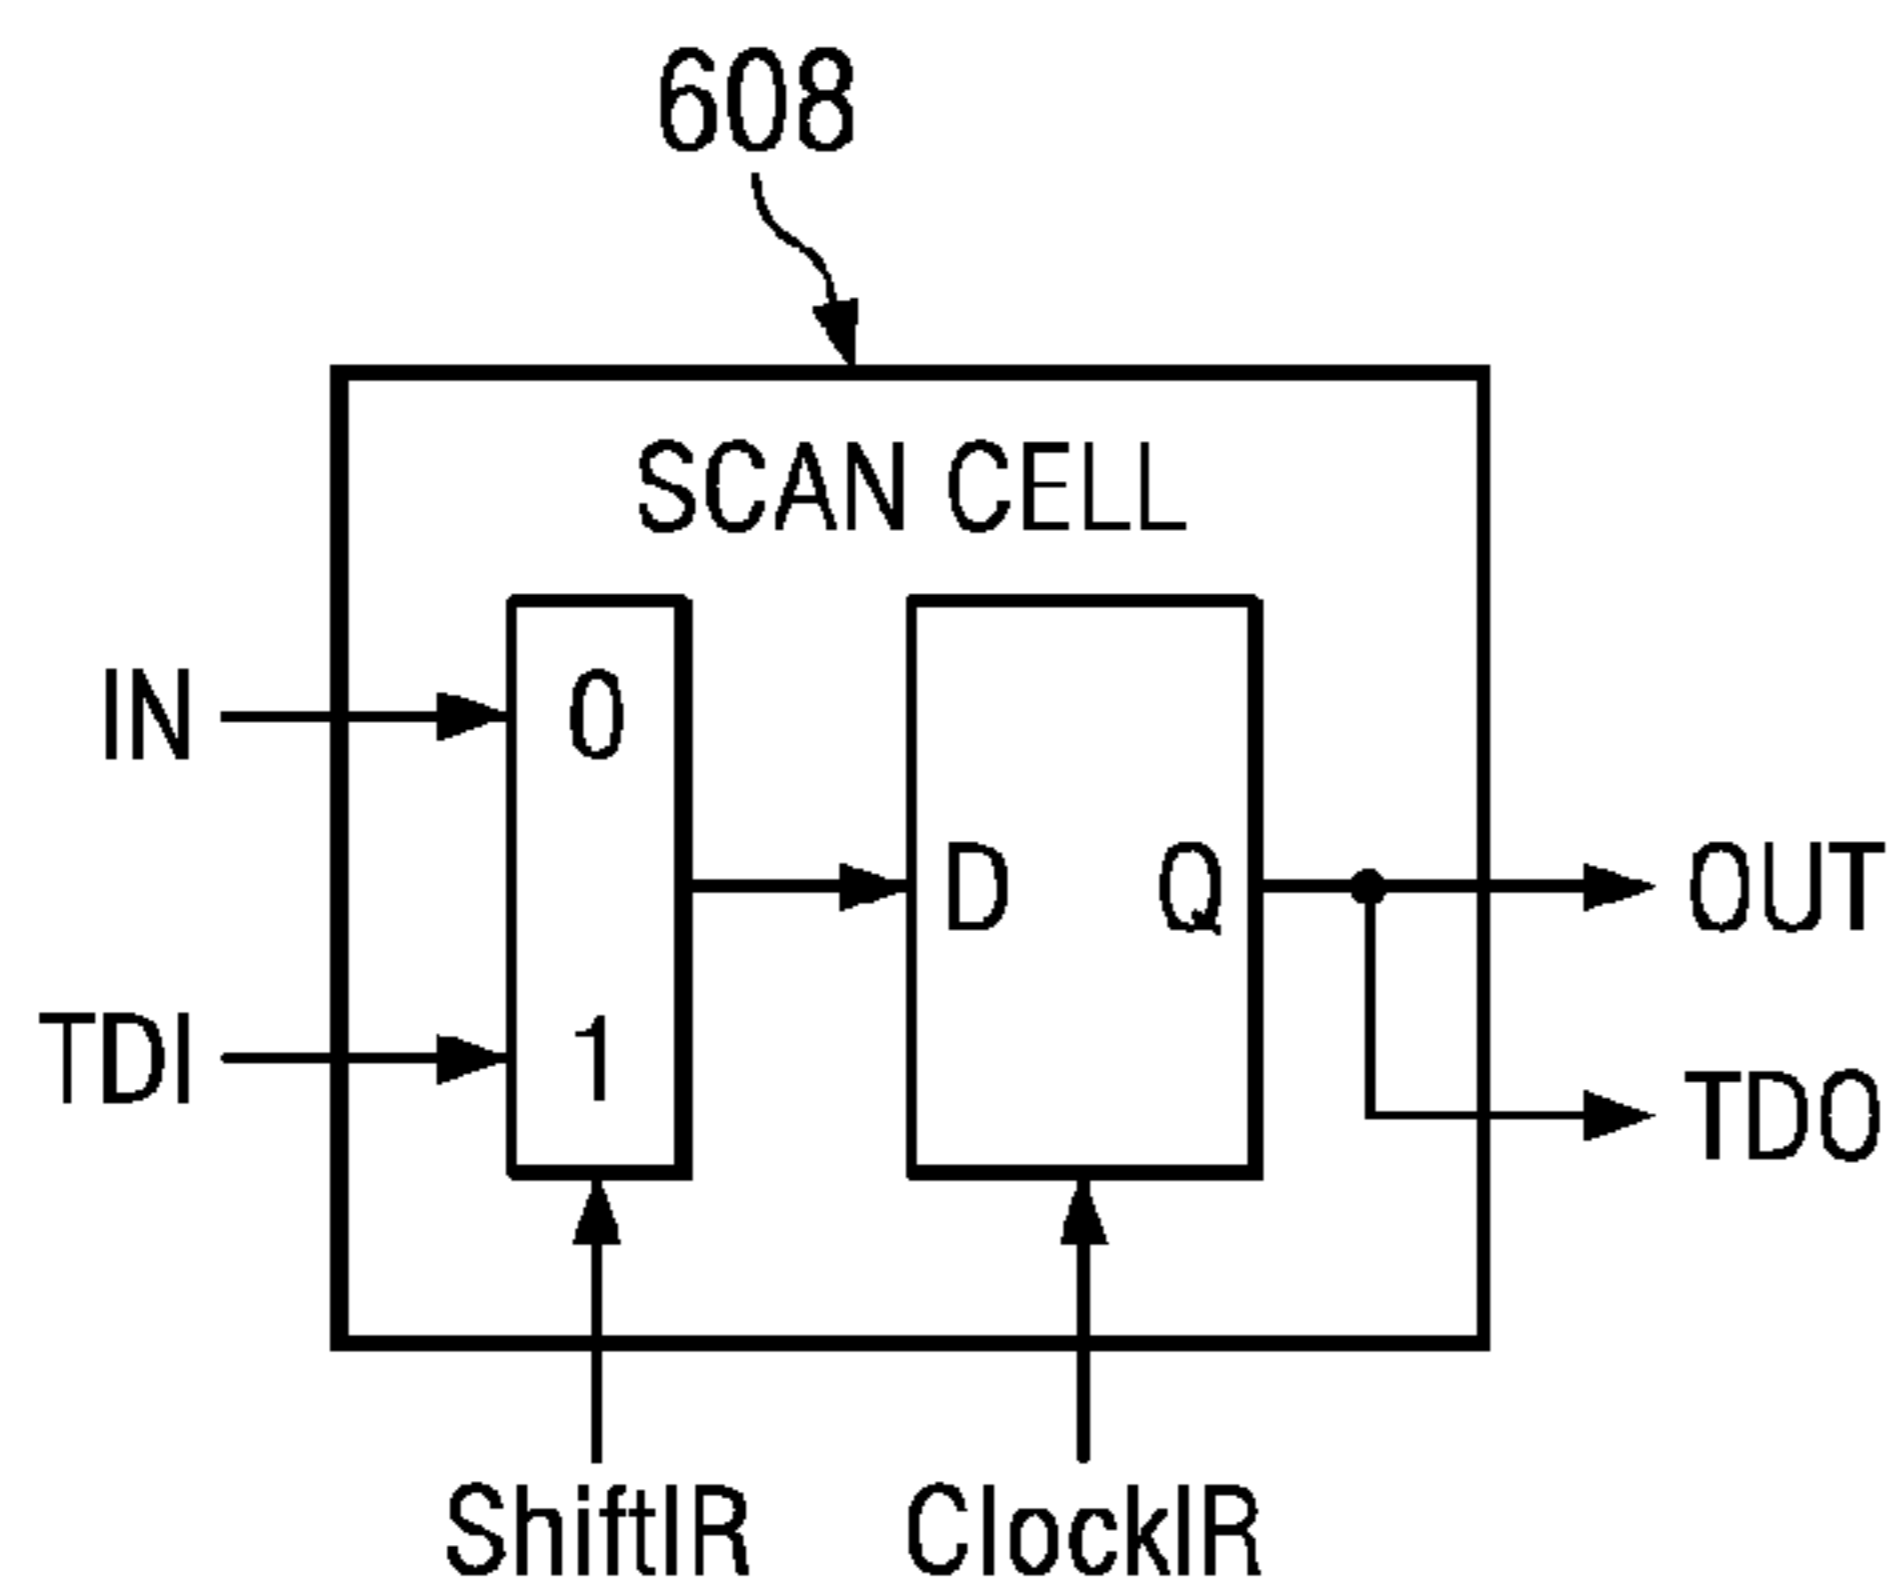 608
SCAN CELL
IN
0
D
Q
OUT
TDI
1
TDO
ShiftIR
ClockIR